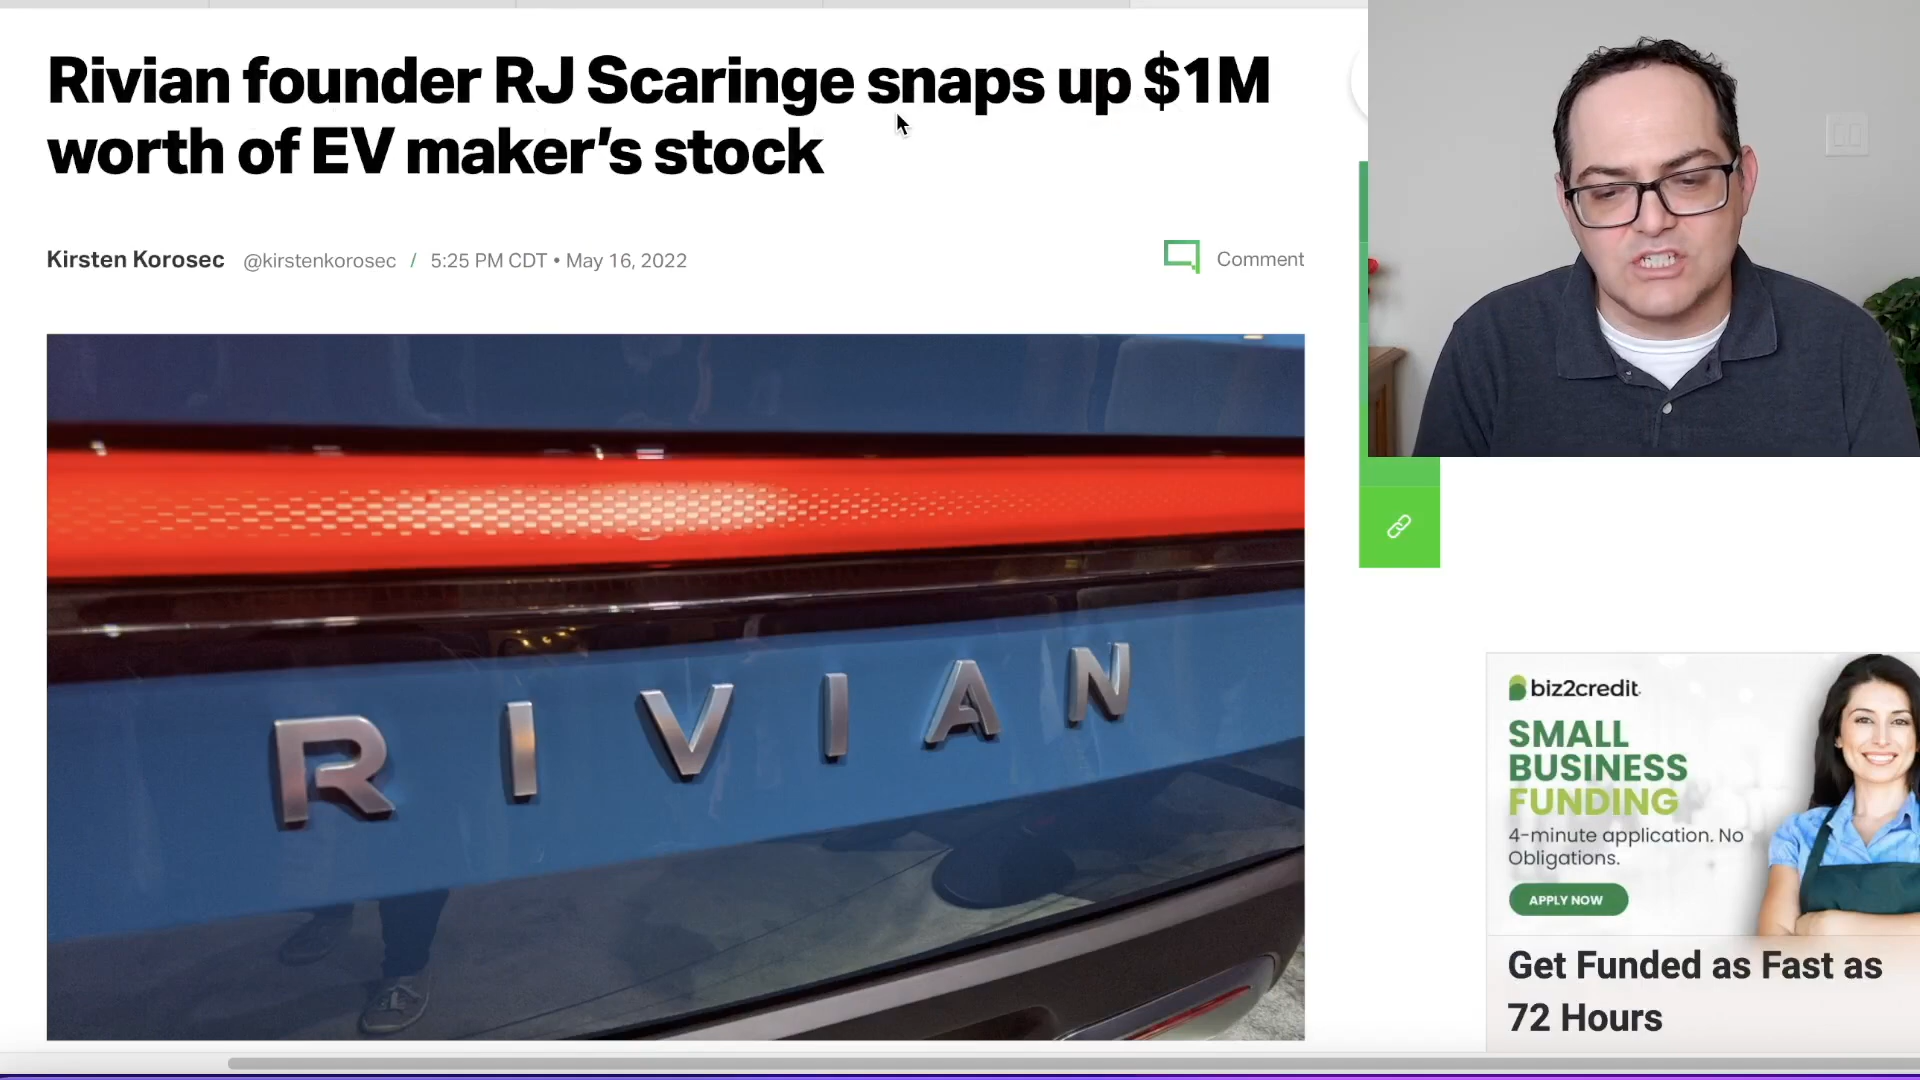 Rivian founder RJ Scaringe snaps up $1M
worth of EV maker’s stock
Kirsten Korosec @kirstenkorosec / 5:25 PM CDT • May 16, 2022
Comment
RIVIAN
biz2credit
SMALL
BUSINESS
FUNDING
4-minute application. No
Obligations.
APPLY NOW
Get Funded as Fast as
72 Hours